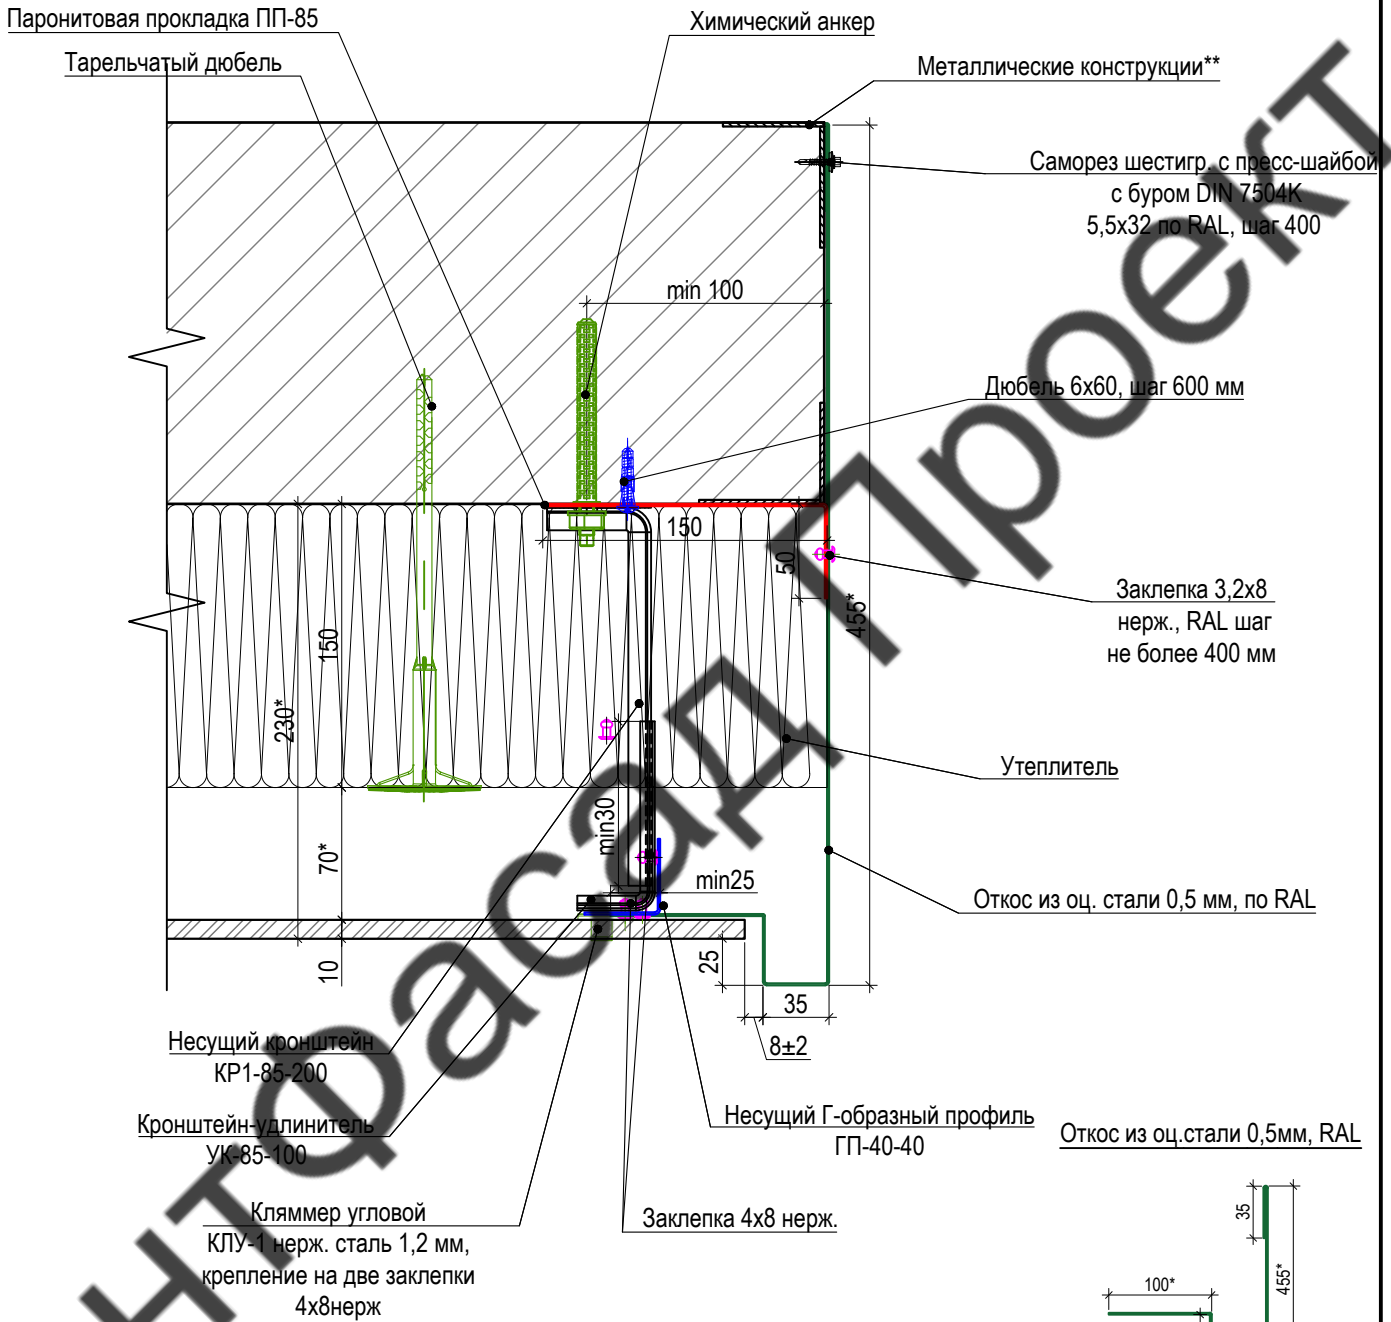 Паронитовая прокладка ПП-85
Химический анкер
Тарельчатый дюбель
Металлические конструкции**
Саморез шестигр. с пресс-шайбой
с буром DIN 7504K
5,5x32 по RAL, шаг 400
min 100
Дюбель 6х60, шаг 600 мм
150
50
455*
Заклепка 3,2х8
нерж., RAL шаг
не более 400 мм
150
230*
Утеплитель
min30
70*
min25
Откос из оц. стали 0,5 мм, по RAL
10
25
35
8±2
Несущий кронштейн
КР1-85-200
Кронштейн-удлинитель
УК-85-100
Несущий Г-образный профиль
ГП-40-40
Кляммер угловой
КЛУ-1 нерж. сталь 1,2 мм,
крепление на две заклепки
4х8нерж
Заклепка 4х8 нерж.
Откос из оц.стали 0,5мм, RAL
35
455*
100*
нтФасад Проект